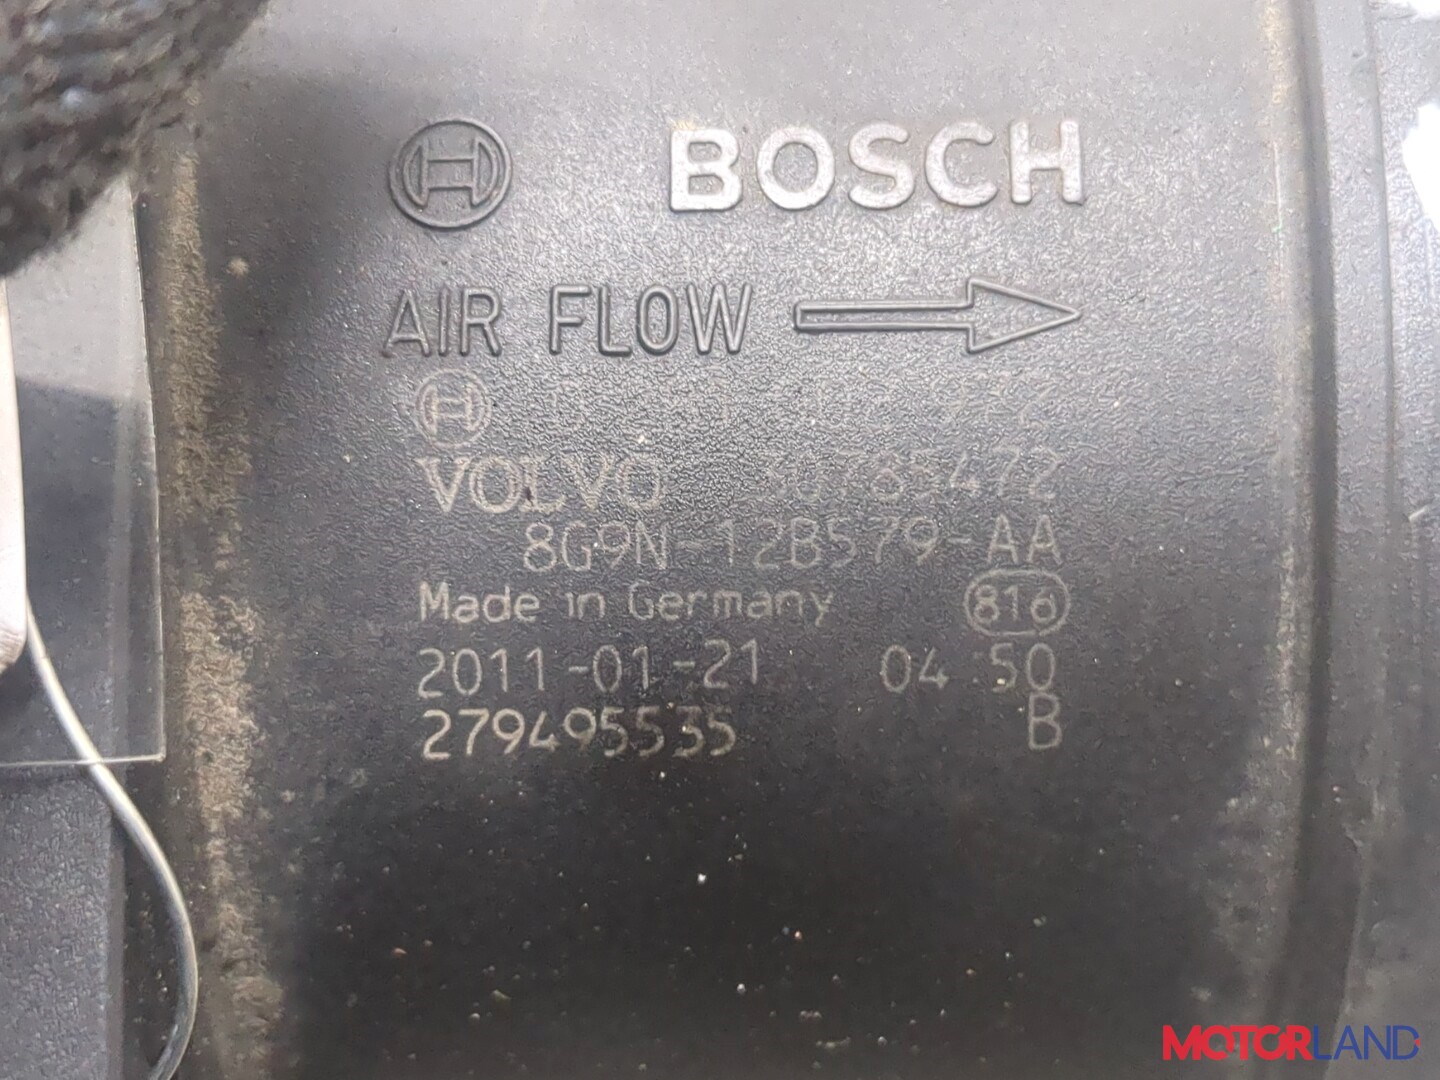 BOSCH
AIR FLOW
VOLVO 30785472
8G9N-12B579-AA
Made in Germany 816
2011-01-21 04 50
279495535 B
MOTORLAND